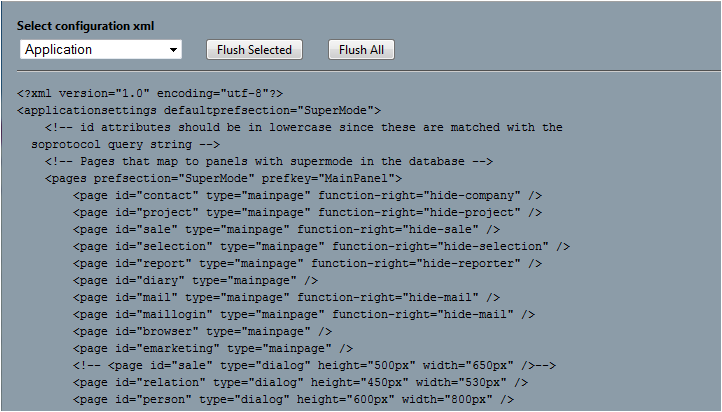 Select configuration xml
Application Flush Selected Flush All
<?xml version="1.0" encoding="utf-8"?>
<applicationsettings defaultprefsection="SuperMode">
<!-- id attributes should be in lowercase since these are matched with the
soprotocol query string -->
<!-- Pages that map to panels with supermode in the database -->
<pages prefsection="SuperMode" prefkey="MainPanel">
<page id="contact" type="mainpage" function-right="hide-company" />
<page id="project" type="mainpage" function-right="hide-project" />
<page id="sale" type="mainpage" function-right="hide-sale" />
<page id="selection" type="mainpage" function-right="hide-selection" />
<page id="report" type="mainpage" function-right="hide-reporter" />
<page id="diary" type="mainpage" />
<page id="mail" type="mainpage" function-right="hide-mail" />
<page id="maillogin" type="mainpage" function-right="hide-mail" />
<page id="browser" type="mainpage" />
<page id="emarketing" type="mainpage" />
<!-- <page id="sale" type="dialog" height="500px" width="650px" />-->
<page id="relation" type="dialog" height="450px" width="530px" />
<page id="person" type="dialog" height="600px" width="800px" />